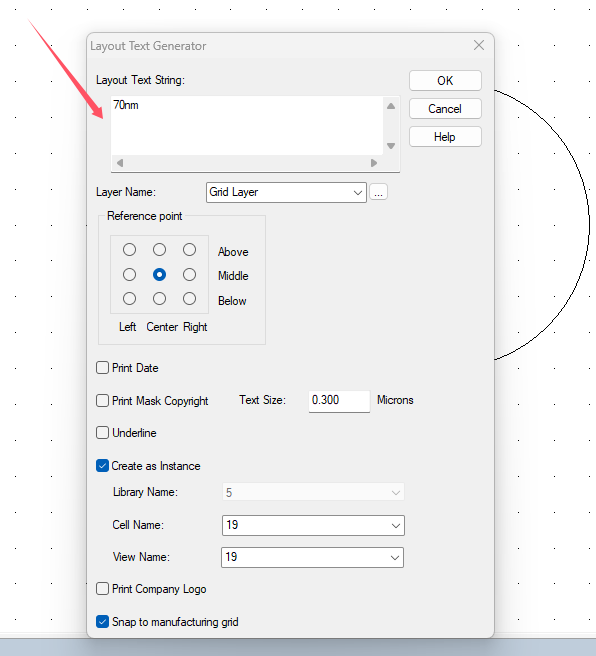 Layout Text Generator
Layout Text String:
OK
70nm
Cancel
Help
Layer Name:
Grid Layer
...
Reference point
Above
Middle
Below
Left Center Right
Print Date
Print Mask Copyright
Text Size:
0.300
Microns
Underline
Create as Instance
Library Name:
5
Cell Name:
19
View Name:
19
Print Company Logo
Snap to manufacturing grid